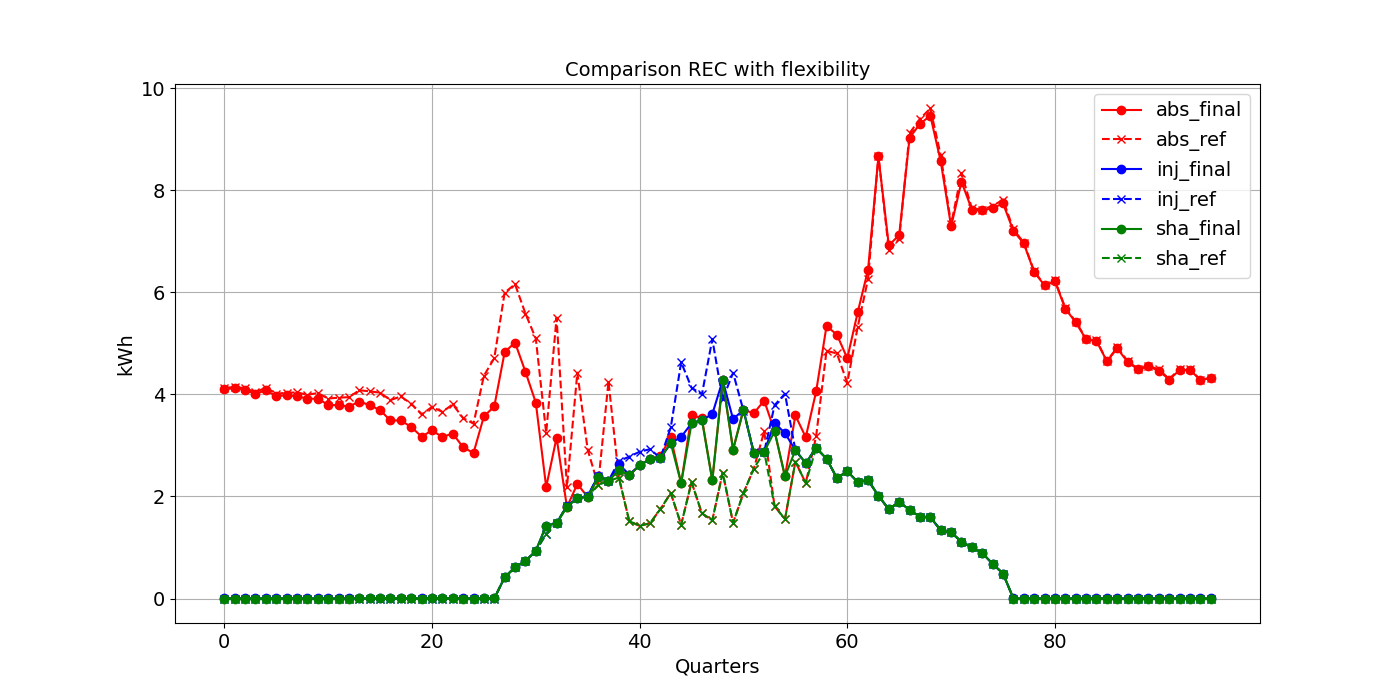 Comparison REC with flexibility
10
8
6
4
2
0
kWh
0 20 40 60 80
Quarters
abs_final
abs_ref
inj_final
inj_ref
sha_final
sha_ref